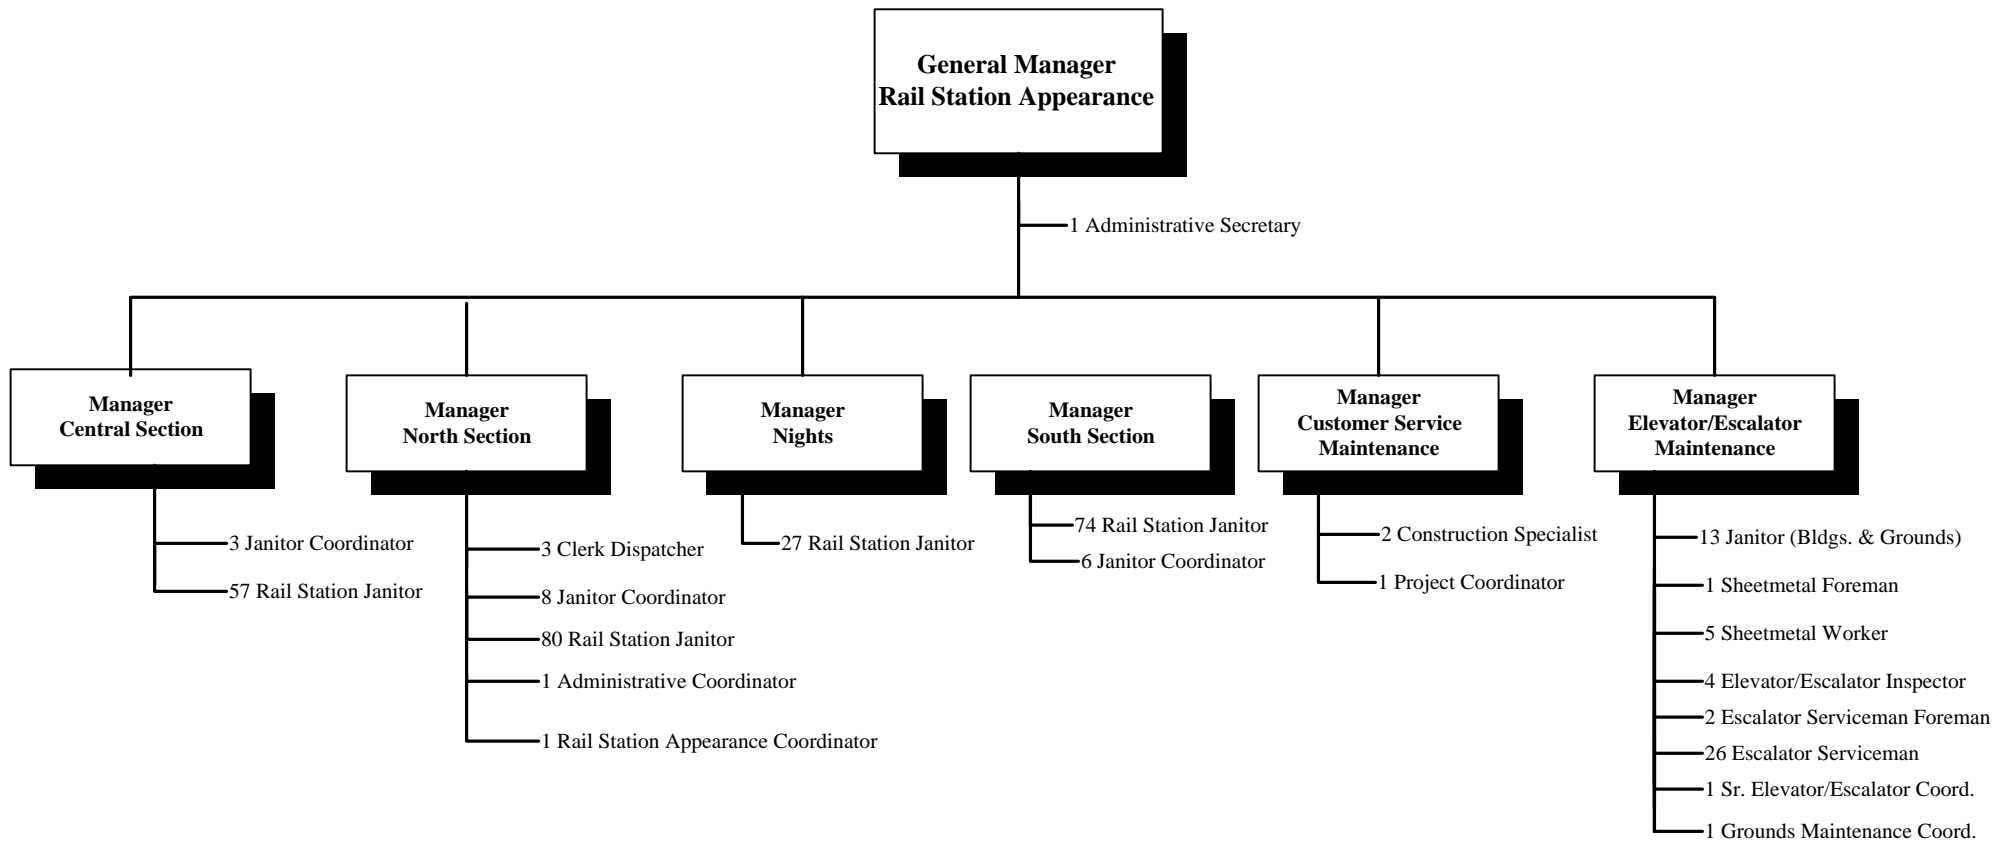 General Manager
Rail Station Appearance
1 Administrative Secretary
Manager
Central Section
3 Janitor Coordinator
57 Rail Station Janitor
Manager
North Section
3 Clerk Dispatcher
8 Janitor Coordinator
80 Rail Station Janitor
1 Administrative Coordinator
1 Rail Station Appearance Coordinator
Manager
Nights
27 Rail Station Janitor
Manager
South Section
74 Rail Station Janitor
6 Janitor Coordinator
Manager
Customer Service
Maintenance
2 Construction Specialist
1 Project Coordinator
Manager
Elevator/Escalator
Maintenance
13 Janitor (Bldgs. & Grounds)
1 Sheetmetal Foreman
5 Sheetmetal Worker
4 Elevator/Escalator Inspector
2 Escalator Serviceman Foreman
26 Escalator Serviceman
1 Sr. Elevator/Escalator Coord.
1 Grounds Maintenance Coord.